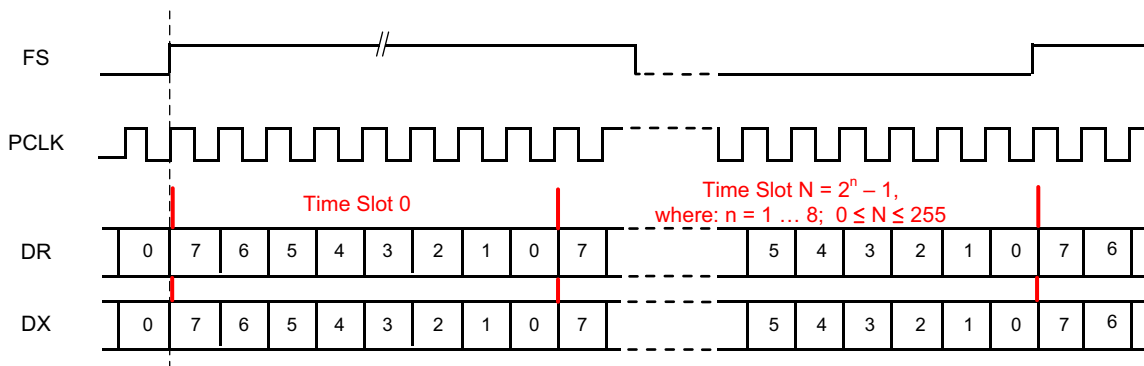 FS
PCLK
Time Slot 0
Time Slot N = 2ⁿ – 1,
where: n = 1 … 8; 0 ≤ N ≤ 255
DR 0 7 6 5 4 3 2 1 0 7 5 4 3 2 1 0 7 6
DX 0 7 6 5 4 3 2 1 0 7 5 4 3 2 1 0 7 6